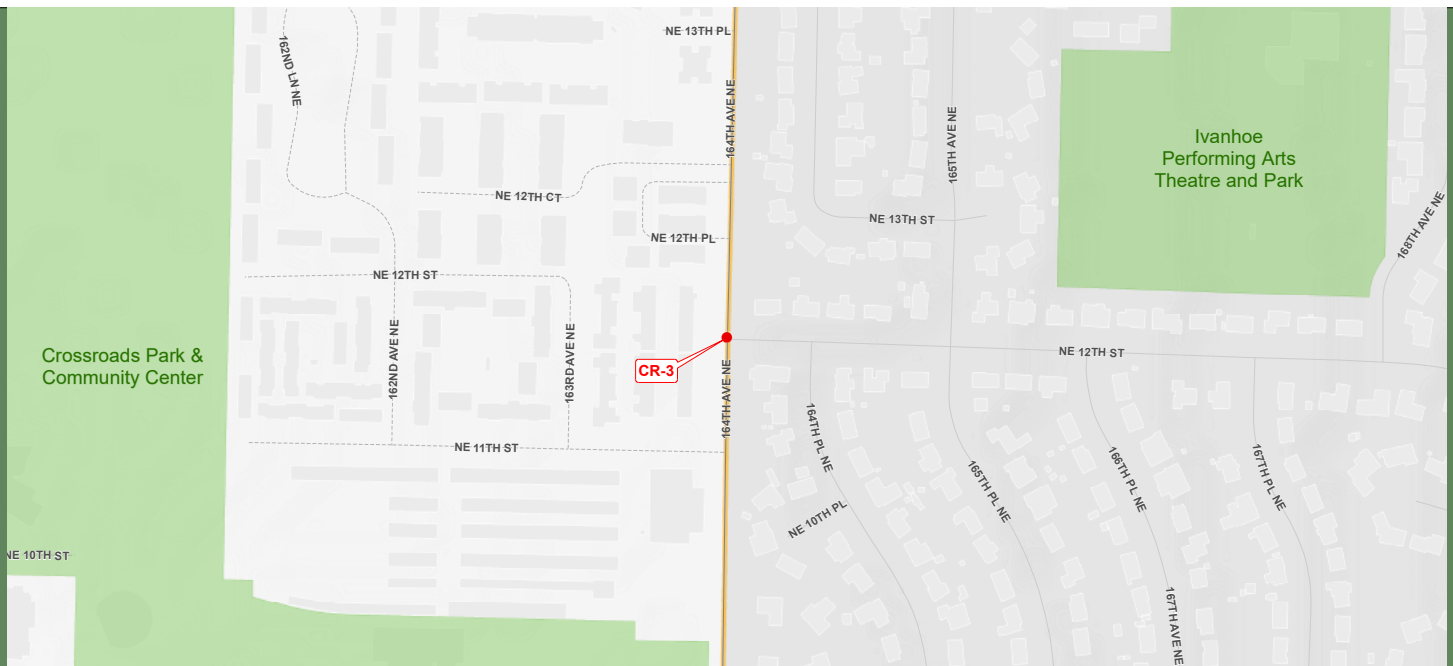 NE 13TH PL
162ND LN NE
164TH AVE NE
165TH AVE NE
Ivanhoe
Performing Arts
Theatre and Park
NE 12TH CT
NE 13TH ST
168TH AVE NE
NE 12TH PL
NE 12TH ST
Crossroads Park &
Community Center
162ND AVE NE
163RD AVE NE
CR-3
164TH AVE NE
NE 12TH ST
NE 11TH ST
164TH PL NE
165TH PL NE
166TH PL NE
167TH PL NE
NE 10TH PL
NE 10TH ST
167TH AVE NE